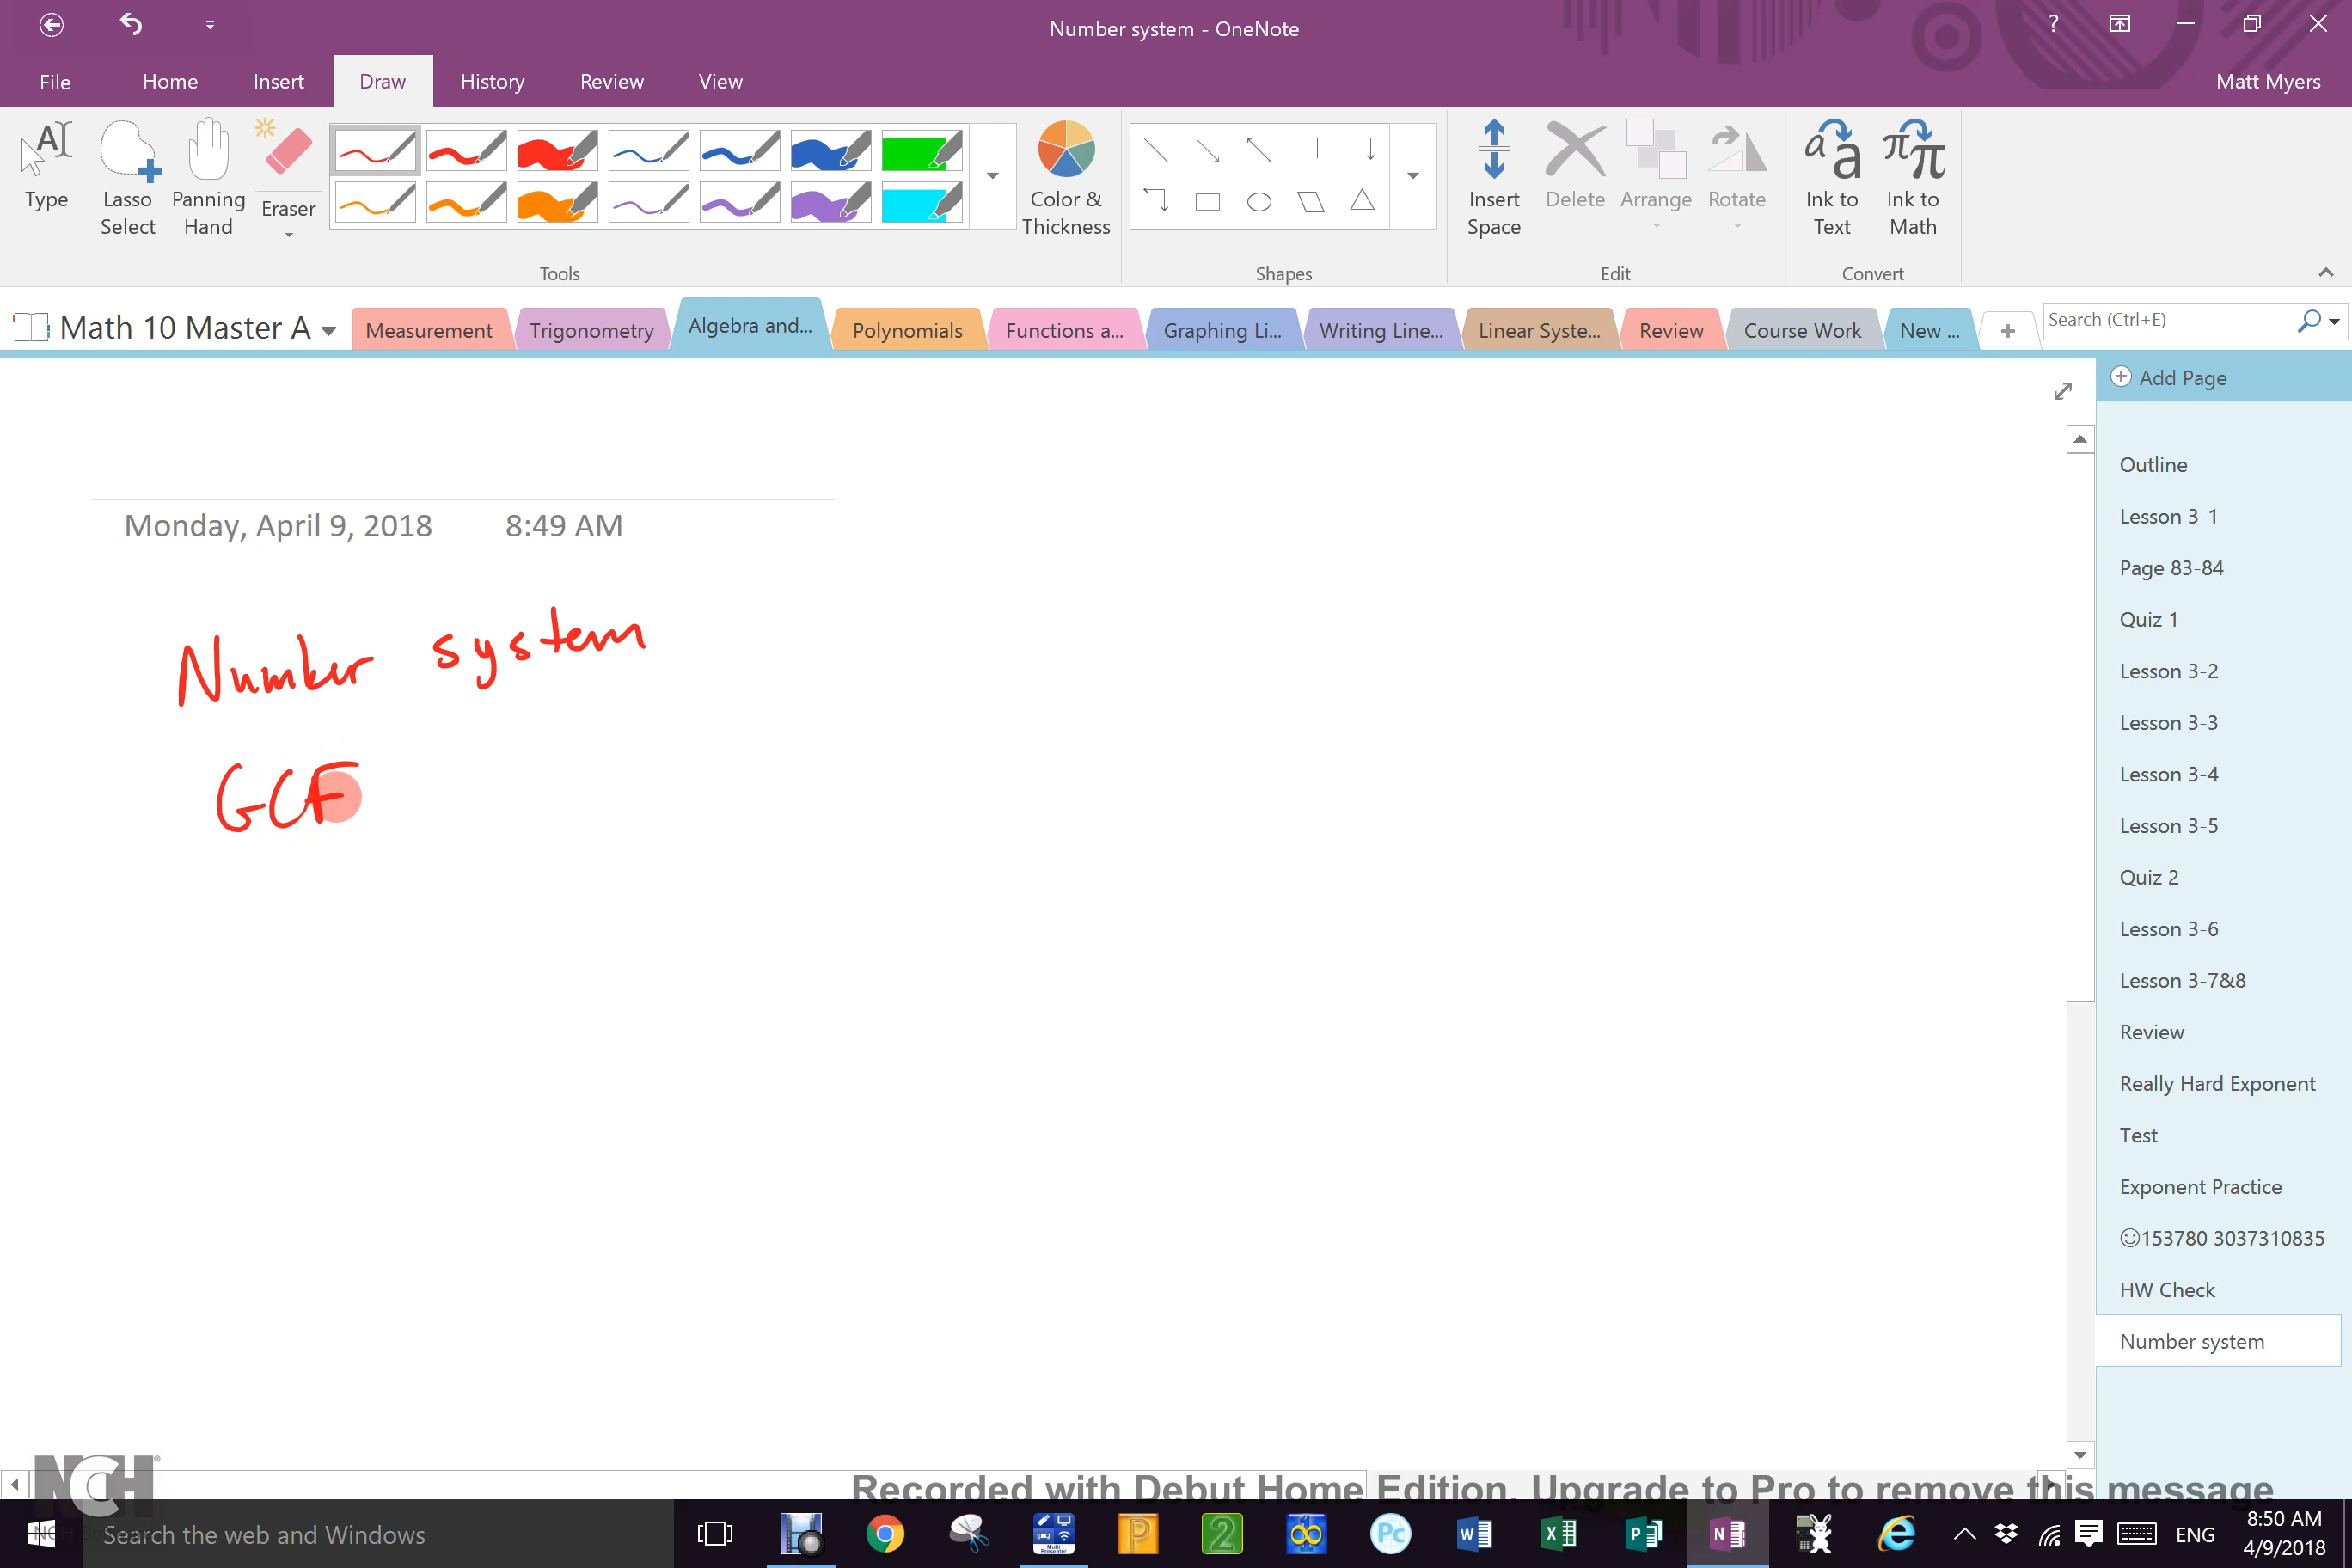 Number system - OneNote
?
File Home Insert Draw History Review View Matt Myers
Type
Lasso Select
Panning Hand
Eraser
Color & Thickness
Insert Space
Delete
Arrange
Rotate
Ink to Text
Ink to Math
Tools Shapes Edit Convert
Math 10 Master A Measurement Trigonometry Algebra and... Polynomials Functions a... Graphing Li... Writing Line... Linear Syste... Review Course Work New ... + Search (Ctrl+E)
Add Page
Outline
Lesson 3-1
Page 83-84
Quiz 1
Lesson 3-2
Lesson 3-3
Lesson 3-4
Lesson 3-5
Quiz 2
Lesson 3-6
Lesson 3-7&8
Review
Really Hard Exponent
Test
Exponent Practice
☺153780 3037310835
HW Check
Number system
Monday, April 9, 2018 8:49 AM
Number system
GCF
NCH
Recorded with Debut Home Edition. Upgrade to Pro to remove this message
Search the web and Windows
ENG
8:50 AM
4/9/2018